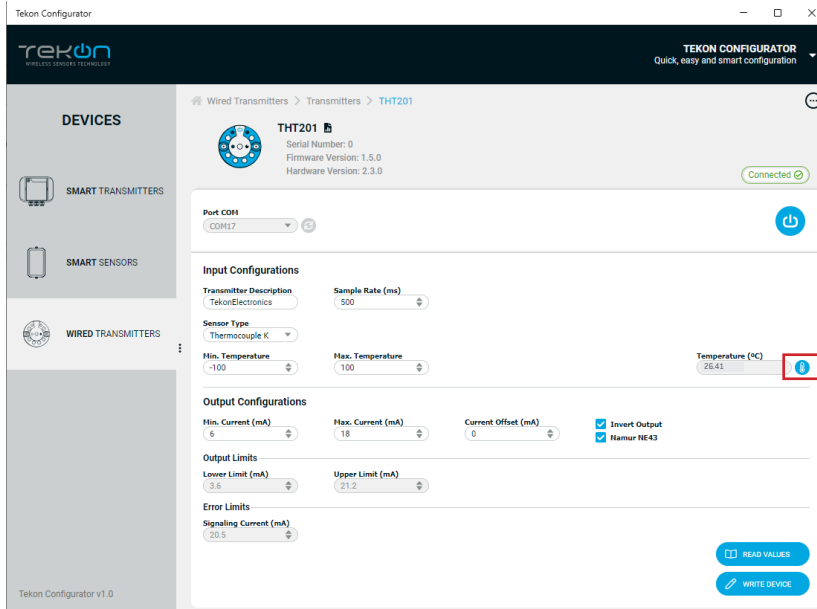 Tekon Configurator
TEKON
WIRELESS SENSORS TECHNOLOGY
TEKON CONFIGURATOR
Quick, easy and smart configuration
DEVICES
SMART TRANSMITTERS
SMART SENSORS
WIRED TRANSMITTERS
Tekon Configurator v1.0
Wired Transmitters > Transmitters > THT201
THT201
Serial Number: 0
Firmware Version: 1.5.0
Hardware Version: 2.3.0
Connected
Port COM
COM17
Input Configurations
Transmitter Description Sample Rate (ms)
TekonElectronics 500
Sensor Type
Thermocouple K
Min. Temperature Max. Temperature Temperature (ºC)
-100 100 26.41
Output Configurations
Min. Current (mA) Max. Current (mA) Current Offset (mA)
6 18 0
Invert Output
Namur NE43
Output Limits
Lower Limit (mA) Upper Limit (mA)
3.6 21.2
Error Limits
Signaling Current (mA)
20.5
READ VALUES
WRITE DEVICE